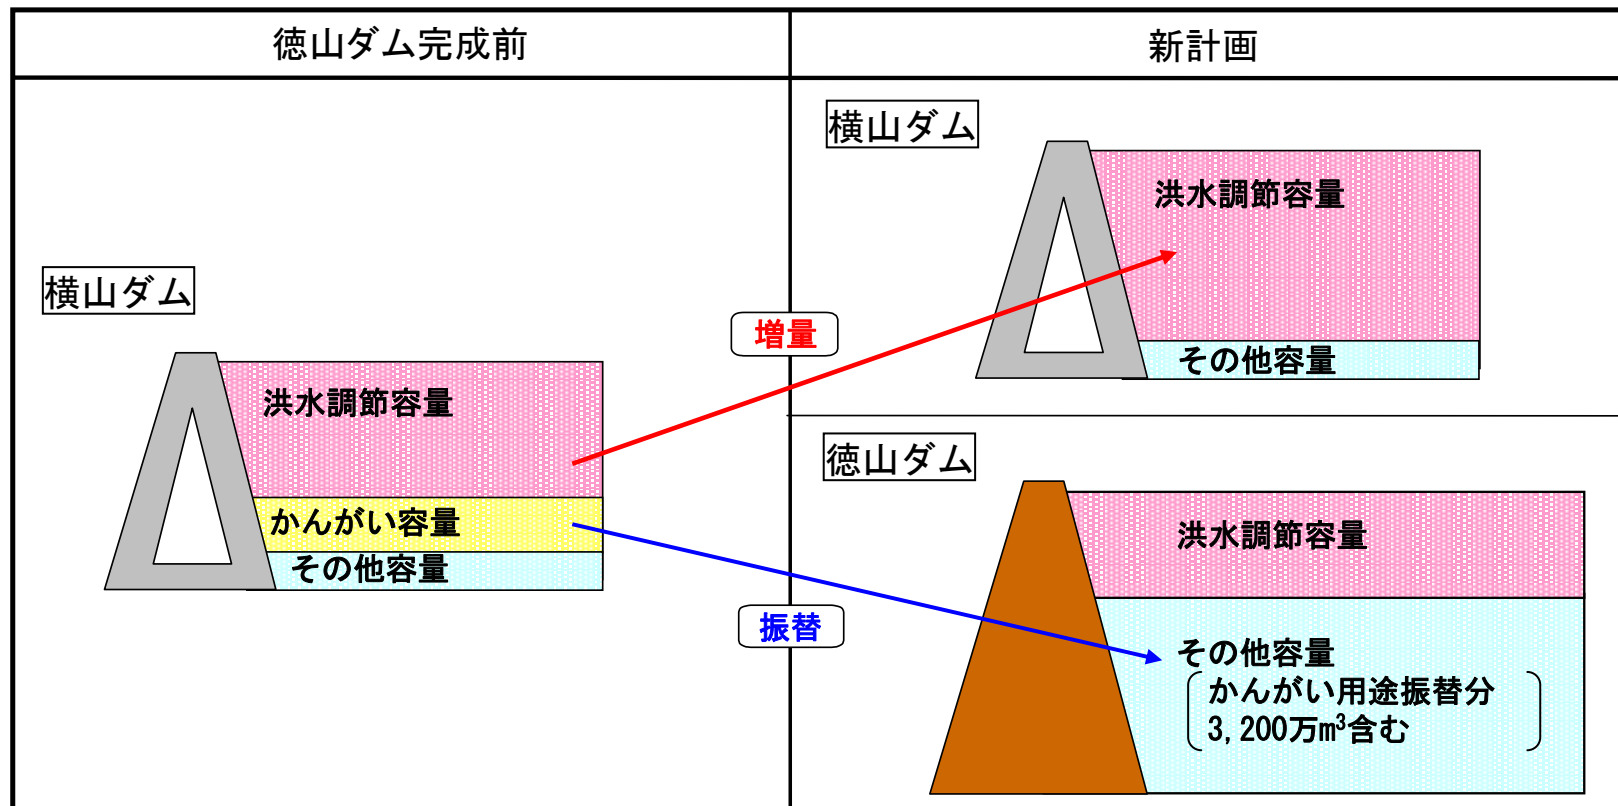 徳山ダム完成前
新計画
横山ダム
洪水調節容量
かんがい容量
その他容量
増量
振替
横山ダム
洪水調節容量
その他容量
徳山ダム
洪水調節容量
その他容量
かんがい用途振替分
3,200万m³含む